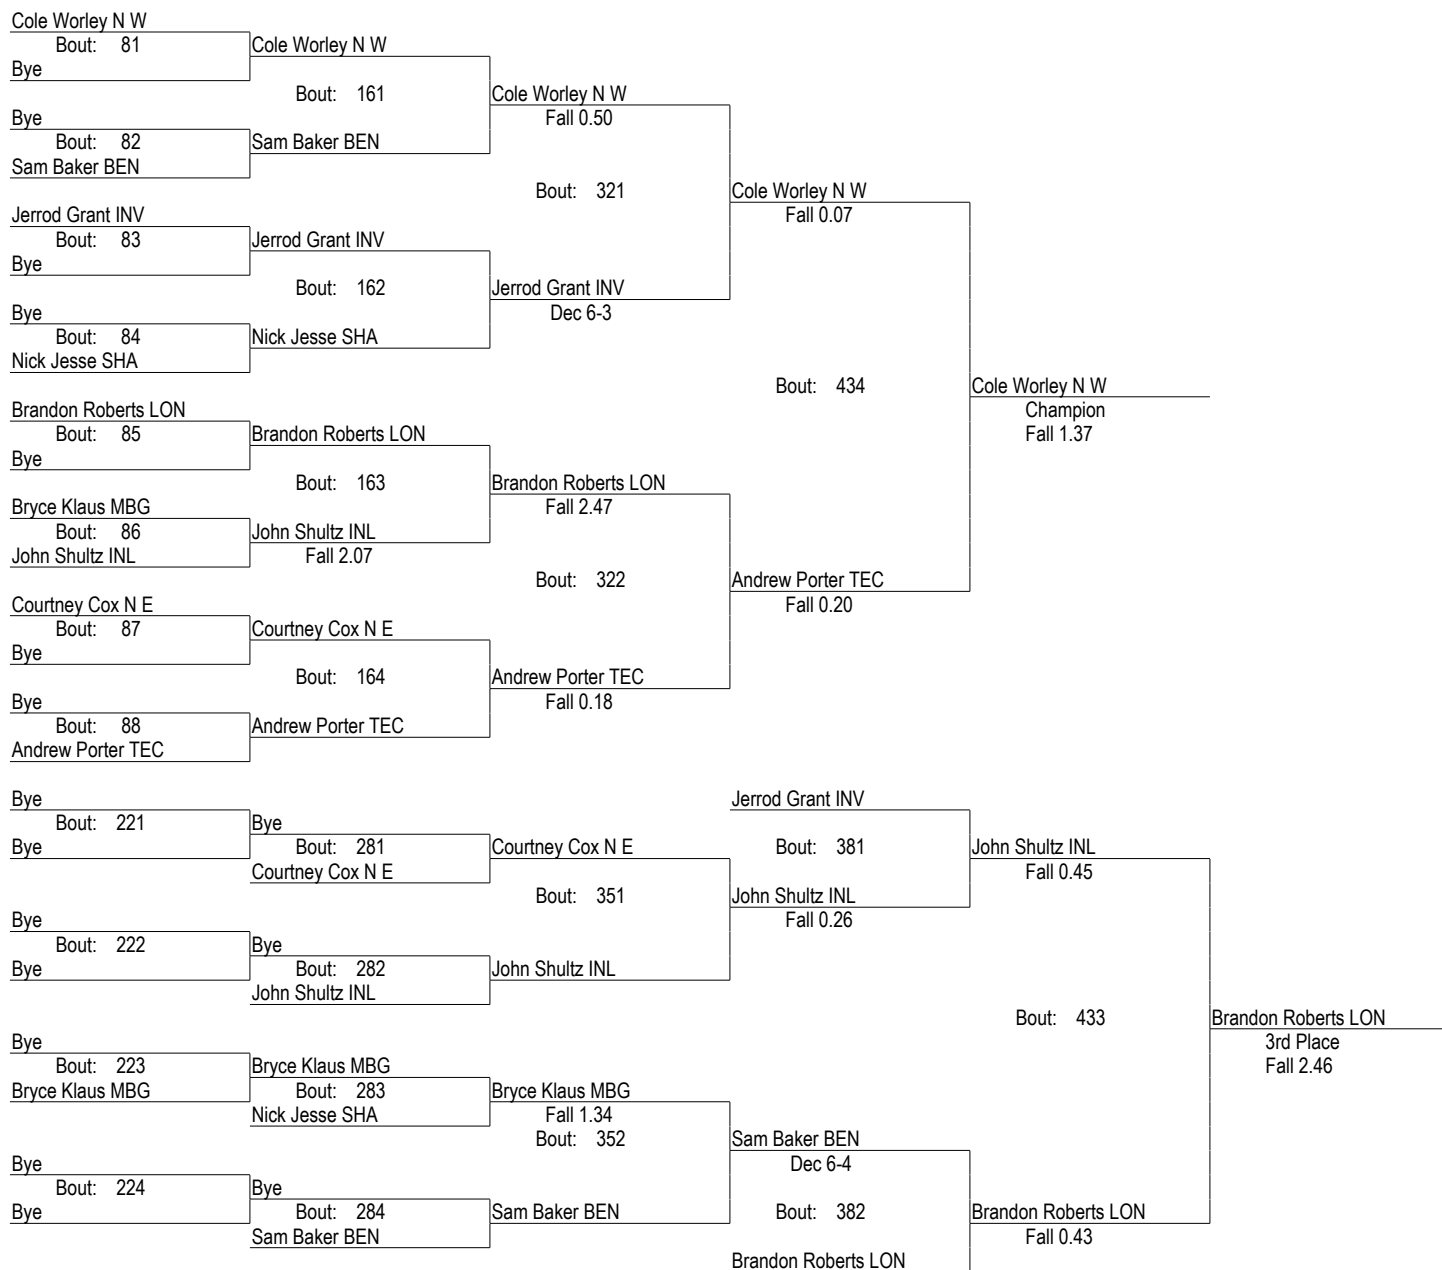 Cole Worley N W
Bout: 81
Cole Worley N W
Bye
Bout: 161
Cole Worley N W
Bye
Fall 0.50
Bout: 82
Sam Baker BEN
Sam Baker BEN
Bout: 321
Cole Worley N W
Jerrod Grant INV
Fall 0.07
Bout: 83
Jerrod Grant INV
Bye
Bout: 162
Jerrod Grant INV
Bye
Dec 6-3
Bout: 84
Nick Jesse SHA
Nick Jesse SHA
Bout: 434
Cole Worley N W
Brandon Roberts LON
Champion
Bout: 85
Brandon Roberts LON
Fall 1.37
Bye
Bout: 163
Brandon Roberts LON
Bryce Klaus MBG
Fall 2.47
Bout: 86
John Shultz INL
John Shultz INL
Fall 2.07
Bout: 322
Andrew Porter TEC
Courtney Cox N E
Fall 0.20
Bout: 87
Courtney Cox N E
Bye
Bout: 164
Andrew Porter TEC
Bye
Fall 0.18
Bout: 88
Andrew Porter TEC
Andrew Porter TEC
Bye
Jerrod Grant INV
Bout: 221
Bye
Bye
Bout: 281
Courtney Cox N E
Bout: 381
John Shultz INL
Courtney Cox N E
Fall 0.45
Bout: 351
John Shultz INL
Bye
Fall 0.26
Bout: 222
Bye
Bye
Bout: 282
John Shultz INL
John Shultz INL
Bout: 433
Brandon Roberts LON
Bye
3rd Place
Bout: 223
Bryce Klaus MBG
Fall 2.46
Bryce Klaus MBG
Bout: 283
Bryce Klaus MBG
Nick Jesse SHA
Fall 1.34
Bout: 352
Sam Baker BEN
Bye
Dec 6-4
Bout: 224
Bye
Bye
Bout: 284
Sam Baker BEN
Bout: 382
Brandon Roberts LON
Sam Baker BEN
Fall 0.43
Brandon Roberts LON